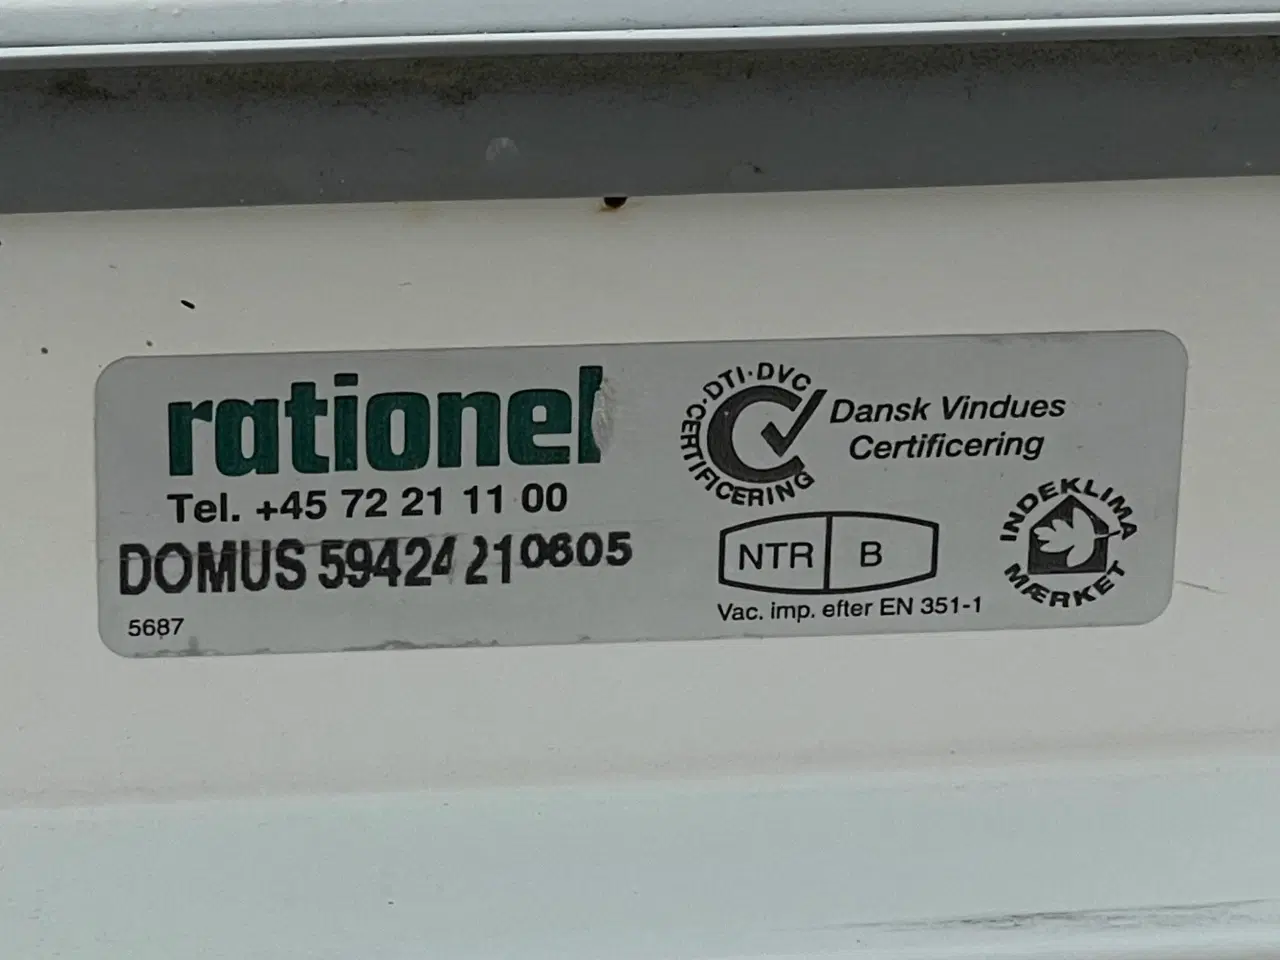 rationel
Tel. +45 72 21 11 00
DOMUS 59424 210605
5687
DTI·DVC·CERTIFICERING
Dansk Vindues
Certificering
NTR B
Vac. imp. efter EN 351-1
INDEKLIMA
MÆRKET